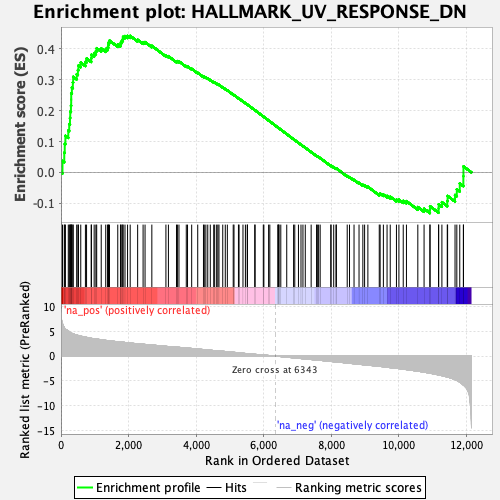 Enrichment plot: HALLMARK_UV_RESPONSE_DN
Enrichment score (ES)
0.4
0.3
0.2
0.1
0.0
-0.1
Ranked list metric (PreRanked)
10
5
0
-5
-10
-15
'na_pos' (positively correlated)
Zero cross at 6343
'na_neg' (negatively correlated)
0
2,000
4,000
6,000
8,000
10,000
12,000
Rank in Ordered Dataset
Enrichment profile
Hits
Ranking metric scores